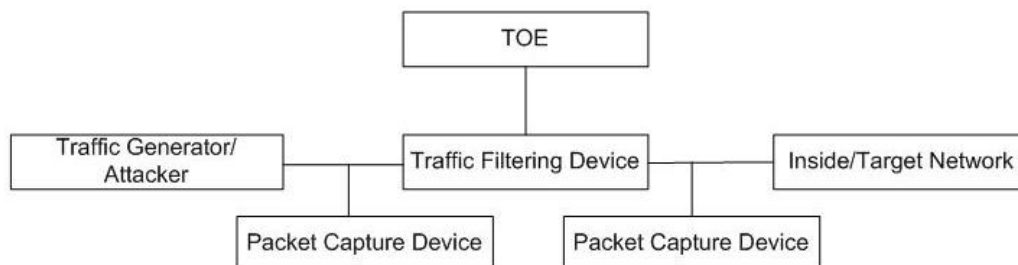 TOE
Traffic Generator/
Attacker
Traffic Filtering Device
Inside/Target Network
Packet Capture Device
Packet Capture Device